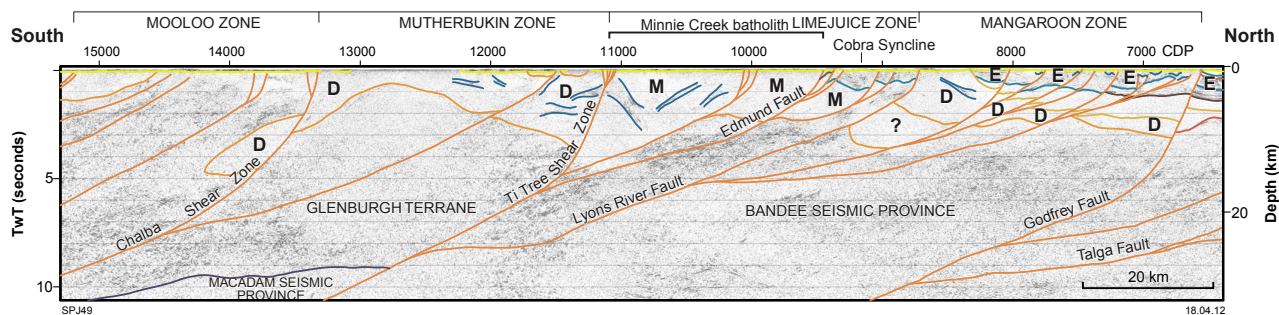 MOOLOO ZONE
MUTHERBUKIN ZONE
Minnie Creek batholith
LIMEJUICE ZONE
MANGAROON ZONE
South
North
Cobra Syncline
15000
14000
13000
12000
11000
10000
8000
7000
CDP
0
5
10
TwT (seconds)
0
20
Depth (km)
D
D
D
M
M
M
D
E
E
E
E
D
D
D
?
Edmund Fault
Ti Tree Shear Zone
Lyons River Fault
Chalba Shear Zone
GLENBURGH TERRANE
BANDEE SEISMIC PROVINCE
Godfrey Fault
Talga Fault
MACADAM SEISMIC
PROVINCE
20 km
SPJ49
18.04.12